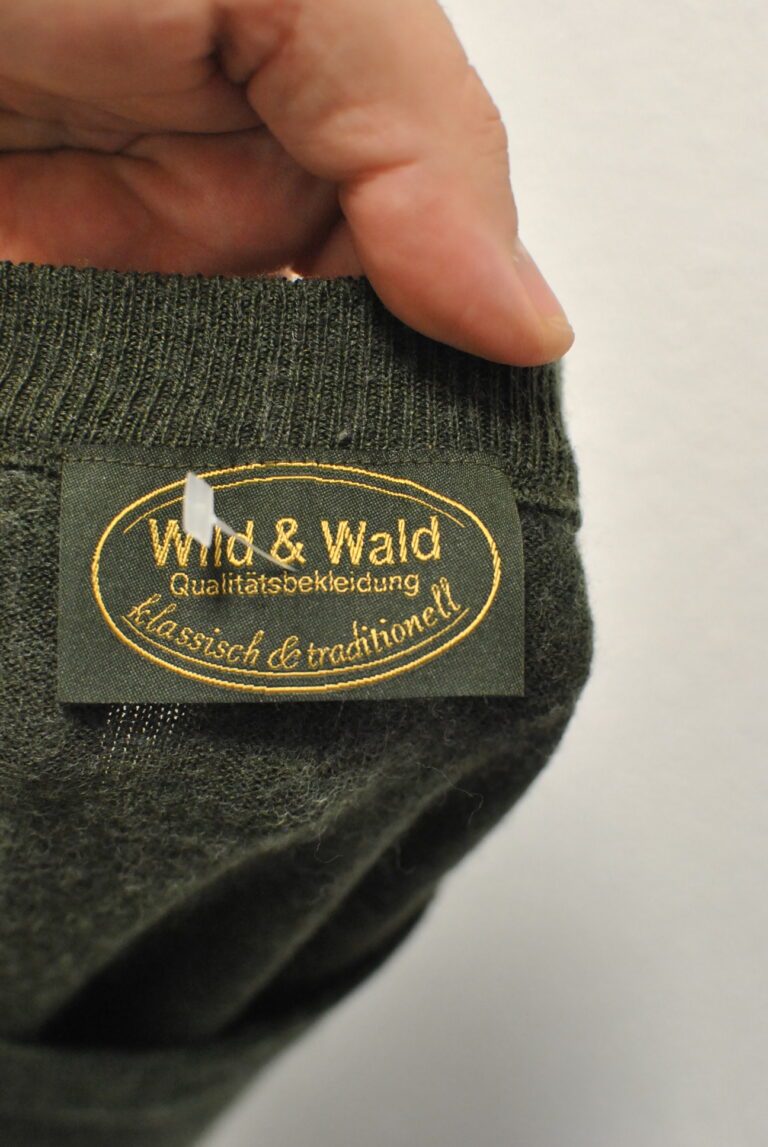 Wild & Wald
Qualitätsbekleidung
klassisch & traditionell